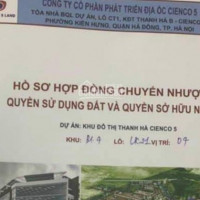 CÔNG TY CỔ PHẦN PHÁT TRIỂN ĐỊA ỐC CIENCO 5
TÒA NHÀ BQL DỰ ÁN, LÔ CT1, KĐT THANH HÀ B - CIENCO
PHƯỜNG KIẾN HƯNG, QUẬN HÀ ĐÔNG, TP. HÀ NỘI
5 LAND
HỒ SƠ HỢP ĐỒNG CHUYỂN NHƯỢ
QUYỀN SỬ DỤNG ĐẤT VÀ QUYỀN SỞ HỮU N
DỰ ÁN: KHU ĐÔ THỊ THANH HÀ CIENCO 5
KHU: B1.4 LÔ: LK21 VỊ TRÍ: 07